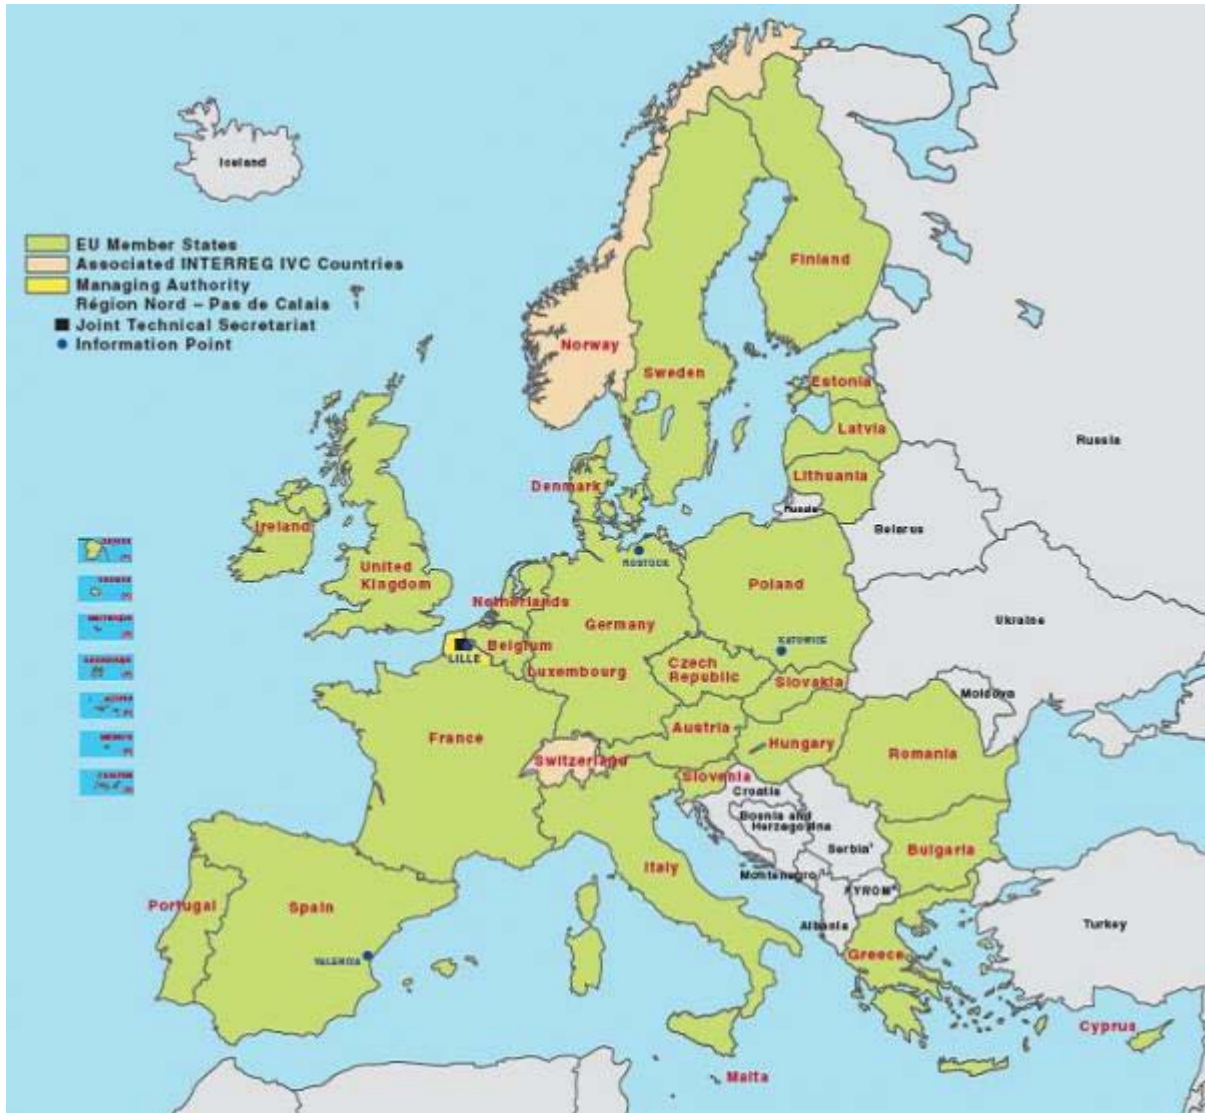 Iceland
EU Member States
Associated INTERREG IVC Countries
Managing Authority
Région Nord – Pas de Calais
Joint Technical Secretariat
Information Point
Finland
Norway
Sweden
Estonia
Latvia
Russia
Lithuania
Denmark
Russia
Belarus
Ireland
United
Kingdom
ROSTOCK
Poland
Netherlands
Germany
Ukraine
KATOWICE
Belgium
LILLE
Luxembourg
Czech
Republic
Slovakia
Moldova
Austria
France
Hungary
Romania
Switzerland
Slovenia
Croatia
Bosnia and
Herzegovina
Serbia
Bulgaria
Italy
Montenegro
FYROM
Portugal
Spain
Albania
Turkey
Greece
VALENCIA
Cyprus
Malta